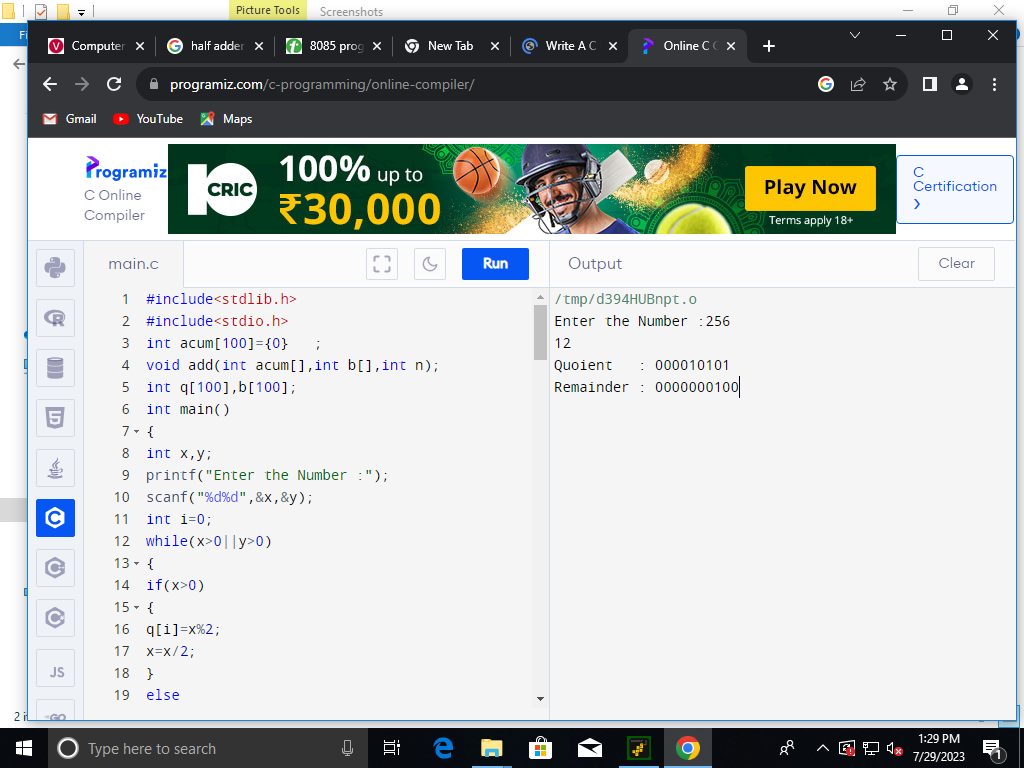 Picture Tools
Screenshots
Fi
Computer
half adder
8085 prog
New Tab
Write A C
Online C C
programiz.com/c-programming/online-compiler/
Gmail
YouTube
Maps
Programiz
C Online
Compiler
10 CRIC
100% up to
₹30,000
Play Now
Terms apply 18+
C
Certification
main.c
Run
Output
Clear
1 #include<stdlib.h>
2 #include<stdio.h>
3 int acum[100]={0}   ;
4 void add(int acum[],int b[],int n);
5 int q[100],b[100];
6 int main()
7 {
8 int x,y;
9 printf("Enter the Number :");
10 scanf("%d%d",&x,&y);
11 int i=0;
12 while(x>0||y>0)
13 {
14 if(x>0)
15 {
16 q[i]=x%2;
17 x=x/2;
18 }
19 else
/tmp/d394HUBnpt.o
Enter the Number :256
12
Quoient   : 000010101
Remainder : 0000000100
JS
GO
2 i
Type here to search
1:29 PM
7/29/2023
1